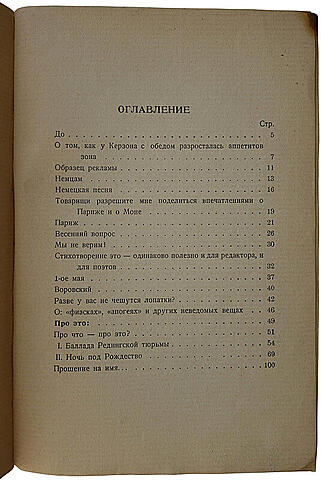 ОГЛАВЛЕНИЕ
Стр.
До . . . . . . . . . . . . . . . . . 5
О том, как у Керзона с обедом разросталась аппетитов
зона . . . . . . . . . . . . . . . . 7
Образец рекламы . . . . . . . . . . . . 11
Немцам . . . . . . . . . . . . . . . 13
Немецкая песня . . . . . . . . . . . . 16
Товарищи разрешите мне поделиться впечатлениями о
Париже и о Моне . . . . . . . . . . . 19
Париж . . . . . . . . . . . . . . . 21
Весенний вопрос . . . . . . . . . . . . 26
Мы не верим! . . . . . . . . . . . . . 30
Стихотворение это — одинаково полезно и для редактора, и
для поэтов . . . . . . . . . . . . . 32
1-ое мая . . . . . . . . . . . . . . 37
Воровский . . . . . . . . . . . . . . 40
Разве у вас не чешутся лопатки? . . . . . . . 42
О: «фиасках», «апогеях» и других неведомых вещах . 46
Про это: . . . . . . . . . . . . . . 49
Про что — про это? . . . . . . . . . . . 51
I. Баллада Редингской тюрьмы . . . . . . . 54
II. Ночь под Рождество . . . . . . . . . 69
Прошение на имя... . . . . . . . . . . . 100